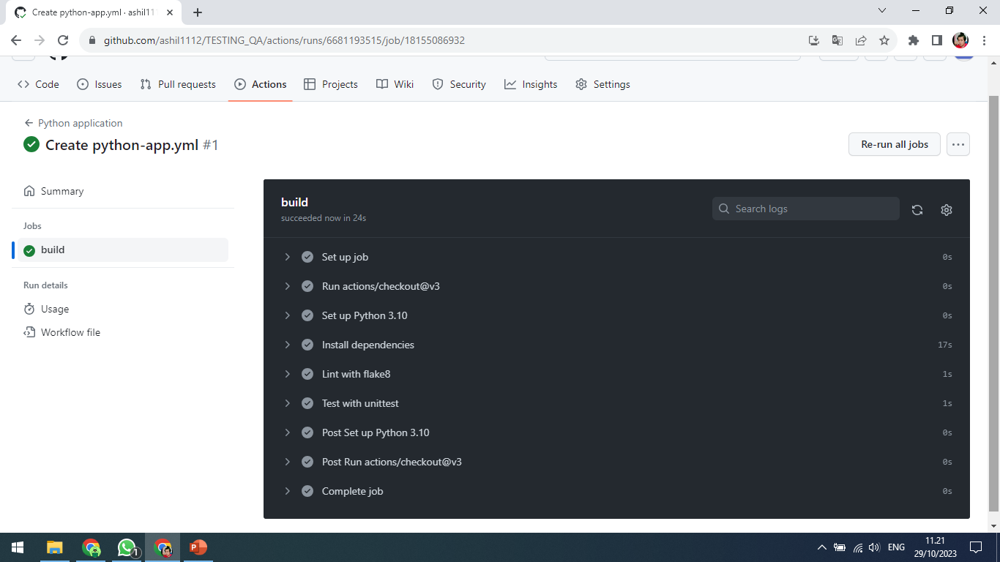 Create python-app.yml · ashil11
github.com/ashil1112/TESTING_QA/actions/runs/6681193515/job/18155086932
Code Issues Pull requests Actions Projects Wiki Insights Security Settings
Python application
Create python-app.yml #1
Re-run all jobs
Summary
Jobs
build
Run details
Usage
Workflow file
build
succeeded now in 24s
Search logs
Set up job 0s
Run actions/checkout@v3 0s
Set up Python 3.10 0s
Install dependencies 17s
Lint with flake8 1s
Test with unittest 1s
Post Set up Python 3.10 0s
Post Run actions/checkout@v3 0s
Complete job 0s
1
P
ENG
11.21
29/10/2023